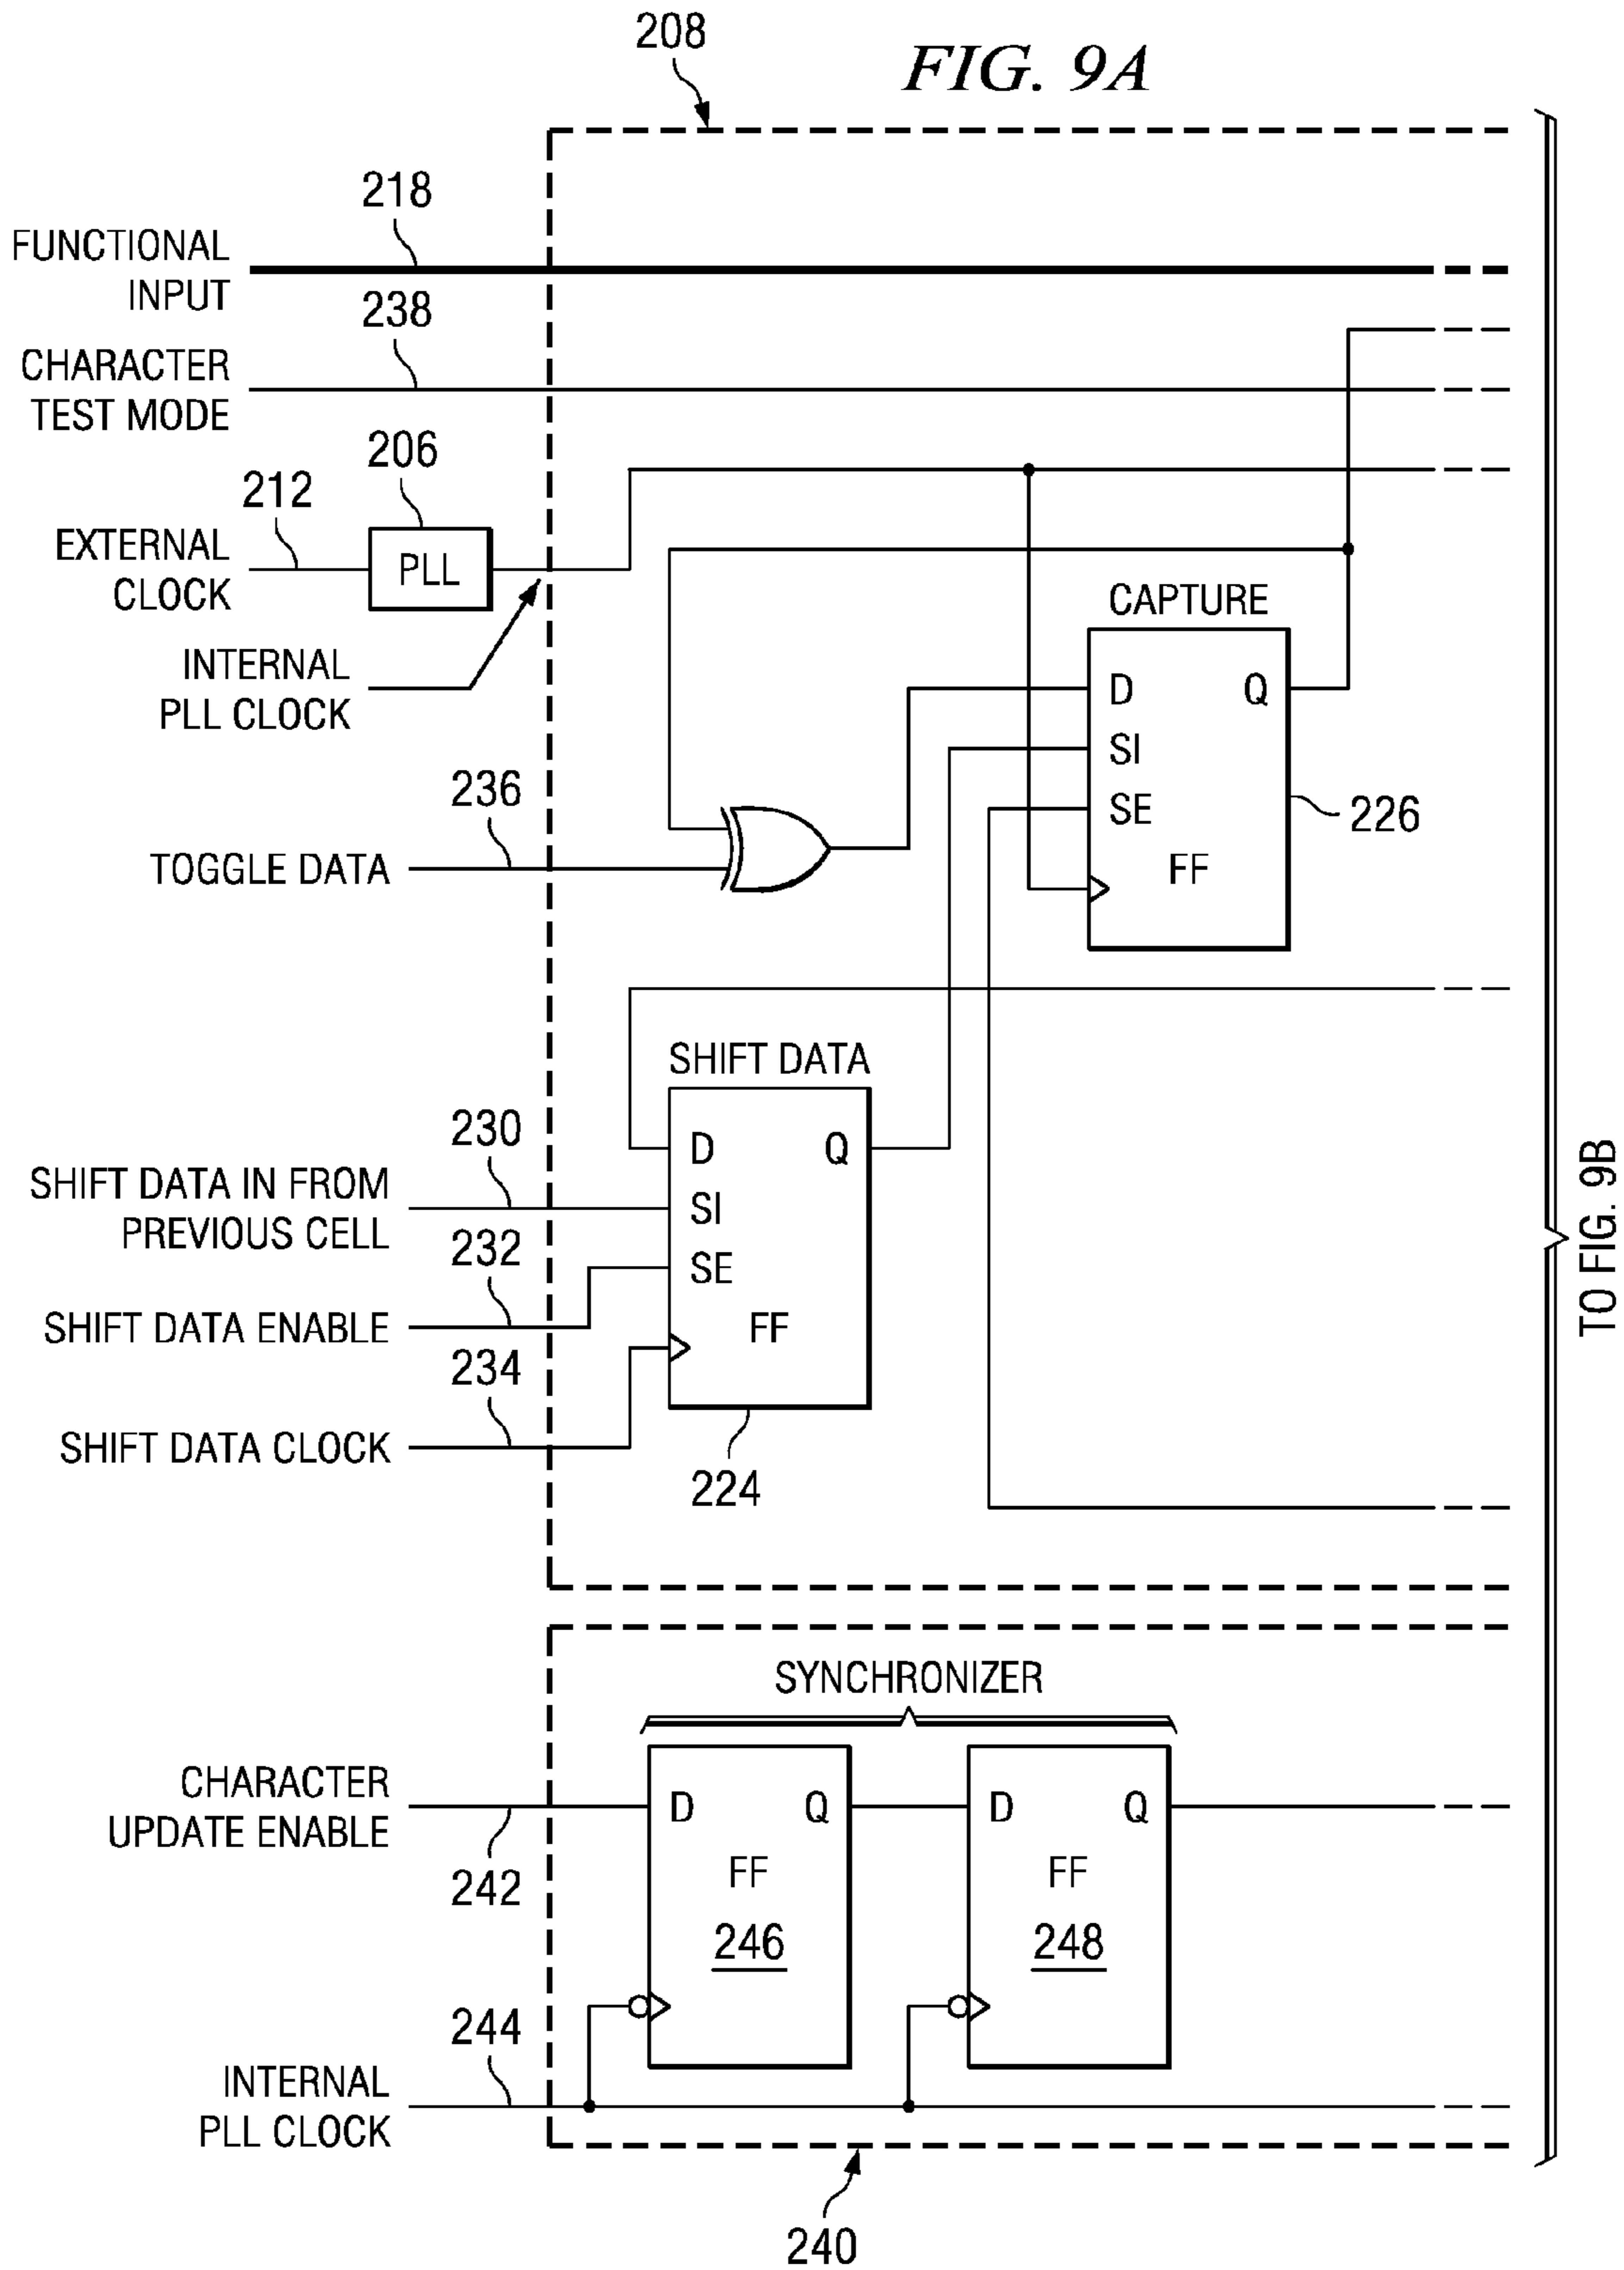 208
FIG. 9A
218
FUNCTIONAL
INPUT
238
CHARACTER
TEST MODE
206
212
EXTERNAL
CLOCK
PLL
CAPTURE
INTERNAL
PLL CLOCK
D
Q
SI
SE
FF
226
236
TOGGLE DATA
SHIFT DATA
230
D
Q
SHIFT DATA IN FROM
PREVIOUS CELL
SI
232
SE
SHIFT DATA ENABLE
FF
234
SHIFT DATA CLOCK
224
TO FIG. 9B
SYNCHRONIZER
CHARACTER
UPDATE ENABLE
D
Q
D
Q
242
FF
FF
246
248
244
INTERNAL
PLL CLOCK
240